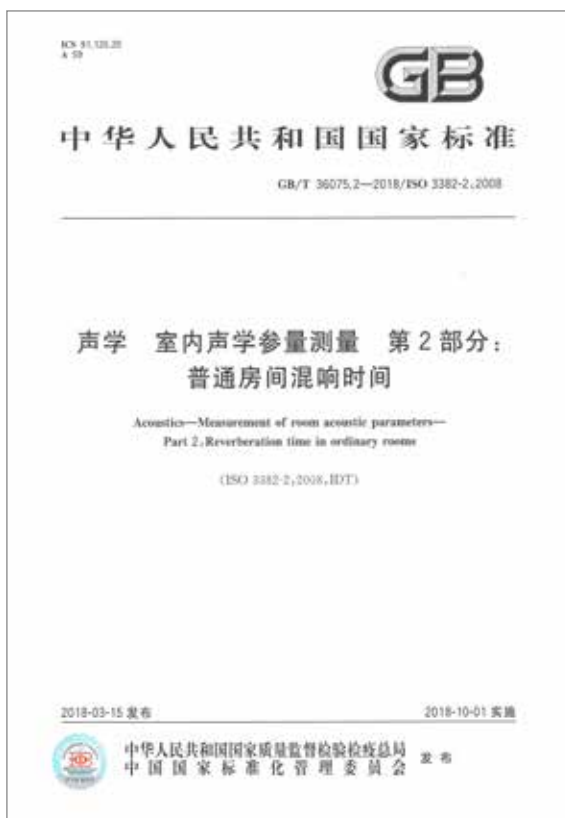 ICS 91.120.20
A 59
GB
中华人民共和国国家标准
GB/T 36075.2—2018/ISO 3382-2:2008
声学 室内声学参量测量 第2部分：
普通房间混响时间
Acoustics—Measurement of room acoustic parameters—
Part 2:Reverberation time in ordinary rooms
(ISO 3382-2:2008,IDT)
2018-03-15 发布
2018-10-01 实施
中华人民共和国国家质量监督检验检疫总局
中国国家标准化管理委员会
发布